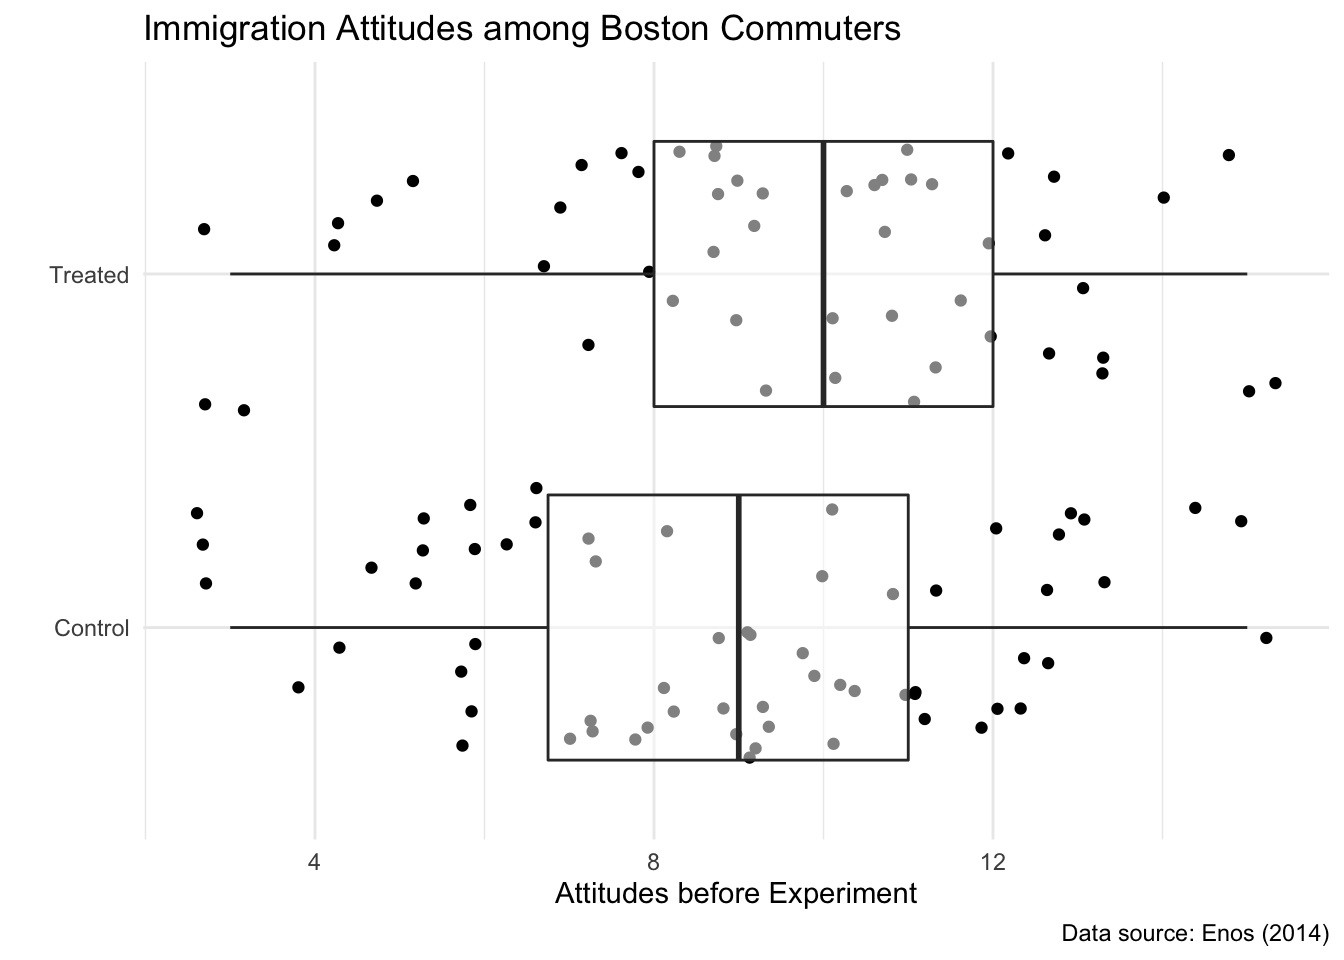 Immigration Attitudes among Boston Commuters
Treated
Control
4 8 12
Attitudes before Experiment
Data source: Enos (2014)